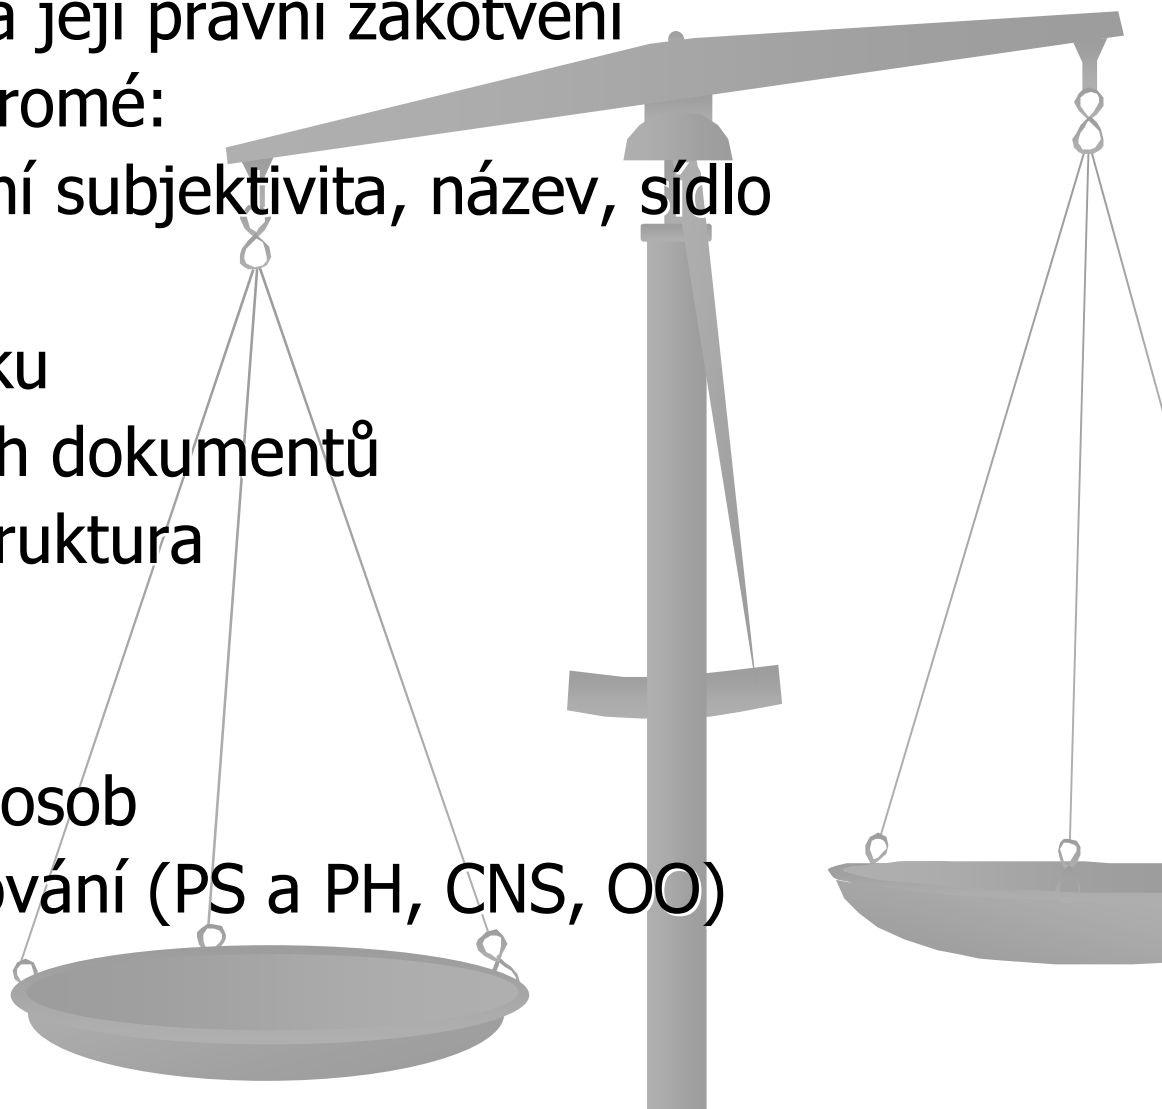 a její právní zakotvení
romé:
ní subjektivita, název, sídlo
ku
h dokumentů
ruktura
osob
ování (PS a PH, CNS, OO)